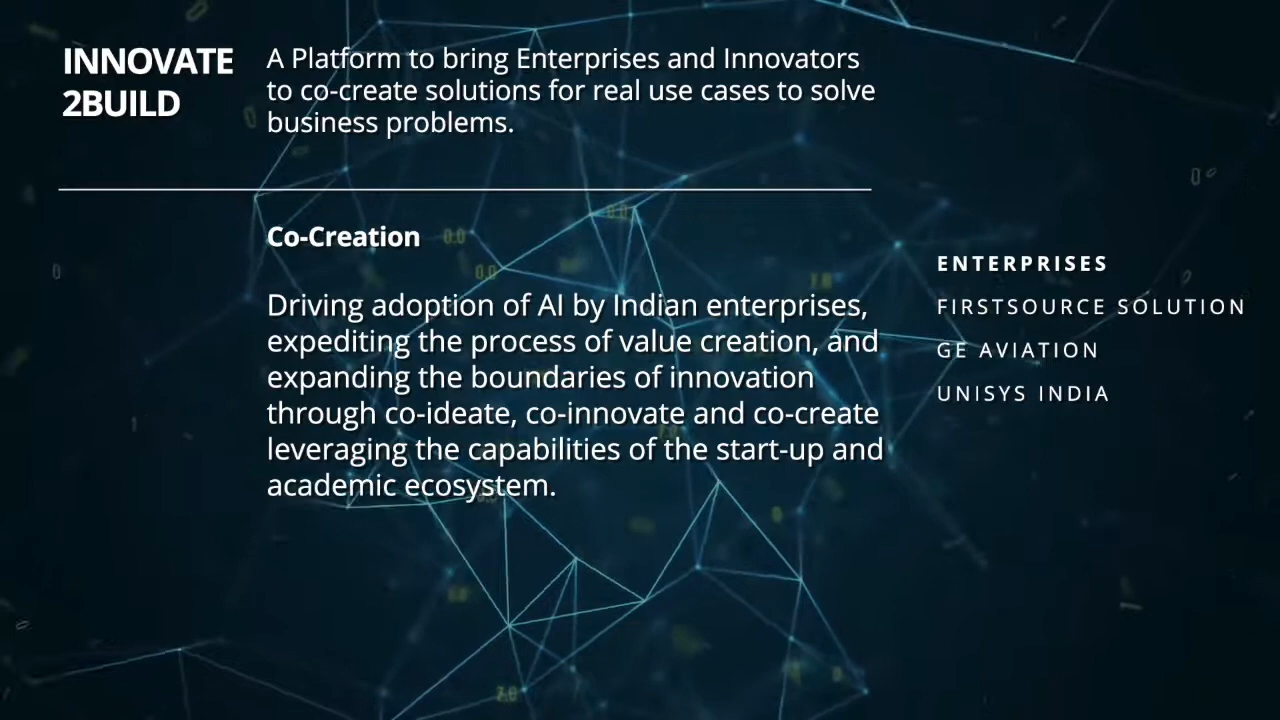 INNOVATE
2BUILD
A Platform to bring Enterprises and Innovators
to co-create solutions for real use cases to solve
business problems.
Co-Creation
Driving adoption of AI by Indian enterprises,
expediting the process of value creation, and
expanding the boundaries of innovation
through co-ideate, co-innovate and co-create
leveraging the capabilities of the start-up and
academic ecosystem.
ENTERPRISES
FIRSTSOURCE SOLUTION
GE AVIATION
UNISYS INDIA